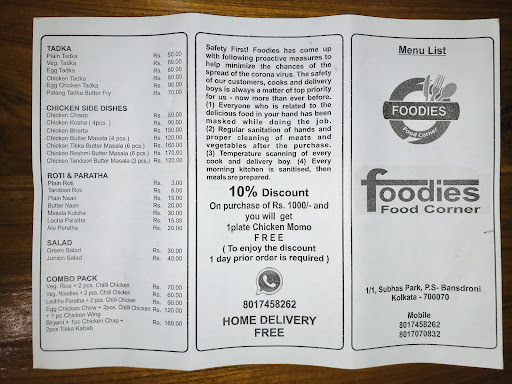 TADKA
Plain Tadka Rs. 50.00
Veg. Tadka Rs. 60.00
Egg Tadka Rs. 60.00
Chicken Tadka Rs. 80.00
Egg Chicken Tadka Rs. 90.00
Patang Tadka Butter Fry Rs. 70.00
CHICKEN SIDE DISHES
Chicken Chaap Rs. 50.00
Chicken Kosha ( 4pcs. ) Rs. 90.00
Chicken Bharta Rs. 150.00
Chicken Butter Masala (4 pcs.) Rs. 120.00
Chicken Tikka Butter Masala (6 pcs.) Rs. 160.00
Chicken Reshmi Butter Masala (6 pcs.) Rs. 170.00
Chicken Tandoori Butter Masala (2 pcs.) Rs. 120.00
ROTI & PARATHA
Plain Roti Rs. 3.00
Tandoori Roti Rs. 5.00
Plain Naan Rs. 15.00
Butter Naan Rs. 20.00
Masala Kulcha Rs. 30.00
Lacha Paratha Rs. 15.00
Alu Paratha Rs. 20.00
SALAD
Green Salad Rs. 30.00
Junion Salad Rs. 40.00
COMBO PACK
Veg. Rice + 2 pcs. Chilli Chicken Rs. 70.00
Veg. Noodles + 2 pcs. Chilli Chicken Rs. 60.00
Lachha Paratha + 2 pcs. Chilli Chicken Rs. 60.00
Egg Chicken Chow + 2pcs. Chilli Chicken Rs. 120.00
+ 1 pc Chicken Wing
Biryani + 1pc Chicken Chap + Rs. 160.00
2pcs Tikka Kabab
Safety First! Foodies has come up
with following proactive measures to
help minimize the chances of the
spread of the corona virus. The safety
of our customers, cooks and delivery
boys is always a matter of top priority
for us - now more than ever before.
(1) Everyone who is related to the
delicious food in your hand has been
masked while doing the job.
(2) Regular sanitation of hands and
proper cleaning of meats and
vegetables after the purchase.
(3) Temperature scanning of every
cook and delivery boy. (4) Every
morning kitchen is sanitised, then
meals are prepared.
10% Discount
On purchase of Rs. 1000/- and
you will get
1plate Chicken Momo
FREE
( To enjoy the discount
1 day prior order is required )
8017458262
HOME DELIVERY
FREE
Menu List
FOODIES
Food Corner
foodies
Food Corner
1/1, Subhas Park, P.S- Bansdroni
Kolkata - 700070
Mobile
8017458262
8017070832